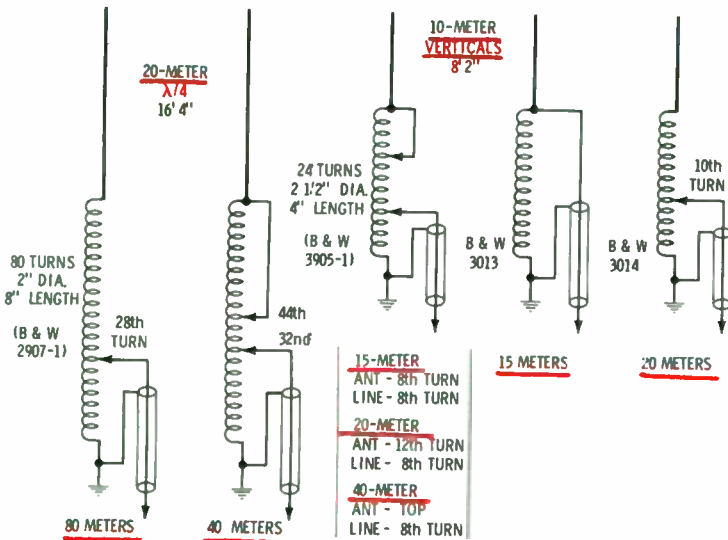 20-METER
λ/4
16' 4"
80 TURNS
2" DIA.
8" LENGTH
(B & W
2907-1)
28th
TURN
80 METERS
44th
32nd
40 METERS
10-METER
VERTICALS
8' 2"
24 TURNS
2 1/2" DIA.
4" LENGTH
(B & W
3905-1)
15-METER
ANT - 8th TURN
LINE - 8th TURN
20-METER
ANT - 12th TURN
LINE - 8th TURN
40-METER
ANT - TOP
LINE - 8th TURN
B & W
3013
15 METERS
10th
TURN
B & W
3014
20 METERS